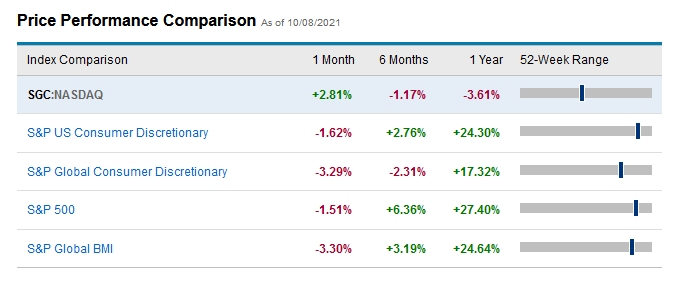 Price Performance Comparison As of 10/08/2021
Index Comparison 1 Month 6 Months 1 Year 52-Week Range
SGC:NASDAQ +2.81% -1.17% -3.61%
S&P US Consumer Discretionary -1.62% +2.76% +24.30%
S&P Global Consumer Discretionary -3.29% -2.31% +17.32%
S&P 500 -1.51% +6.36% +27.40%
S&P Global BMI -3.30% +3.19% +24.64%